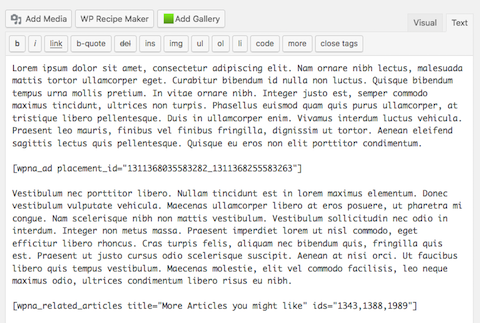 Add Media WP Recipe Maker Add Gallery
Visual Text
b i link b-quote del ins img ul ol li code more close tags
Lorem ipsum dolor sit amet, consectetur adipiscing elit. Nam ornare nibh lectus, malesuada
mattis tortor ullamcorper eget. Curabitur bibendum id nulla non luctus. Quisque bibendum
tempus urna mollis pretium. In vitae ornare nibh. Integer justo est, semper commodo
maximus tincidunt, ultrices non turpis. Phasellus euismod quam quis purus ullamcorper, at
tristique libero pellentesque. Duis in ullamcorper enim. Vivamus interdum luctus vehicula.
Praesent leo mauris, finibus vel finibus fringilla, dignissim ut tortor. Aenean eleifend
sagittis lectus quis pellentesque. Quisque eu eros non elit porttitor condimentum.
[wpna_ad placement_id="1311368035583282_1311368255583263"]
Vestibulum nec porttitor libero. Nullam tincidunt est in lorem maximus elementum. Donec
vestibulum vulputate vehicula. Maecenas ullamcorper libero at eros posuere, ut pharetra mi
congue. Nam scelerisque nibh non mattis vestibulum. Vestibulum sollicitudin nec odio in
interdum. Integer non metus massa. Praesent imperdiet lorem ut nisl commodo, eget
efficitur libero rhoncus. Cras turpis felis, aliquam nec bibendum quis, fringilla quis
est. Praesent ut justo cursus odio scelerisque suscipit. Aenean at nisi orci. Ut faucibus
libero quis tempus vestibulum. Maecenas molestie, elit vel commodo facilisis, leo neque
maximus odio, ultrices condimentum libero risus eu nibh.
[wpna_related_articles title="More Articles you might like" ids="1343,1388,1989"]